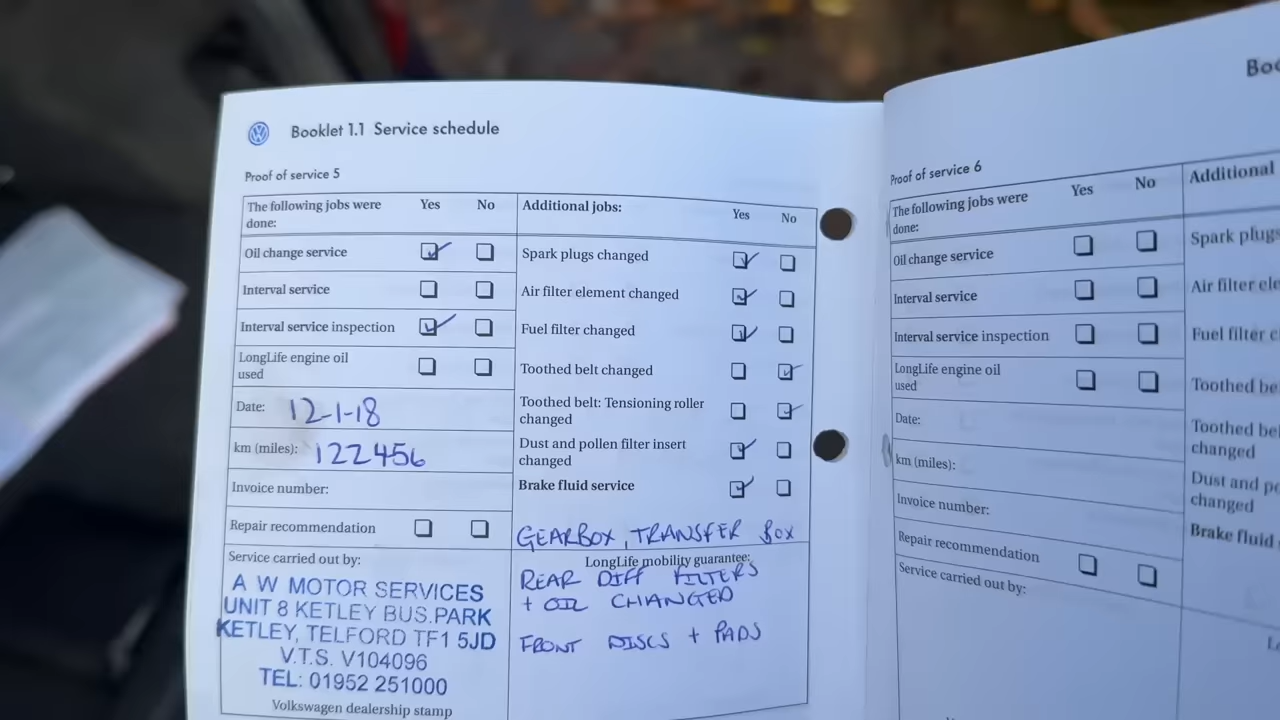 Booklet 1.1 Service schedule
Proof of service 5
The following jobs were done:
Yes No
Oil change service
Interval service
Interval service inspection
LongLife engine oil used
Date: 12-1-18
km (miles): 122456
Invoice number:
Repair recommendation
Service carried out by:
A W MOTOR SERVICES
UNIT 8 KETLEY BUS.PARK
KETLEY, TELFORD TF1 5JD
V.T.S. V104096
TEL: 01952 251000
Volkswagen dealership stamp
Additional jobs:
Yes No
Spark plugs changed
Air filter element changed
Fuel filter changed
Toothed belt changed
Toothed belt: Tensioning roller
changed
Dust and pollen filter insert
changed
Brake fluid service
GEARBOX, TRANSFER BOX
LongLife mobility guarantee:
REAR DIFF FILTERS
+ OIL CHANGED
FRONT DISCS + PADS
Proof of service 6
The following jobs were
done:
Yes No
Oil change service
Interval service
Interval service inspection
LongLife engine oil
used
Date:
km (miles):
Invoice number:
Repair recommendation
Service carried out by:
Additional
Spark plugs
Air filter
Fuel filter
Toothed
Toothed
changed
Dust and
changed
Brake fluid